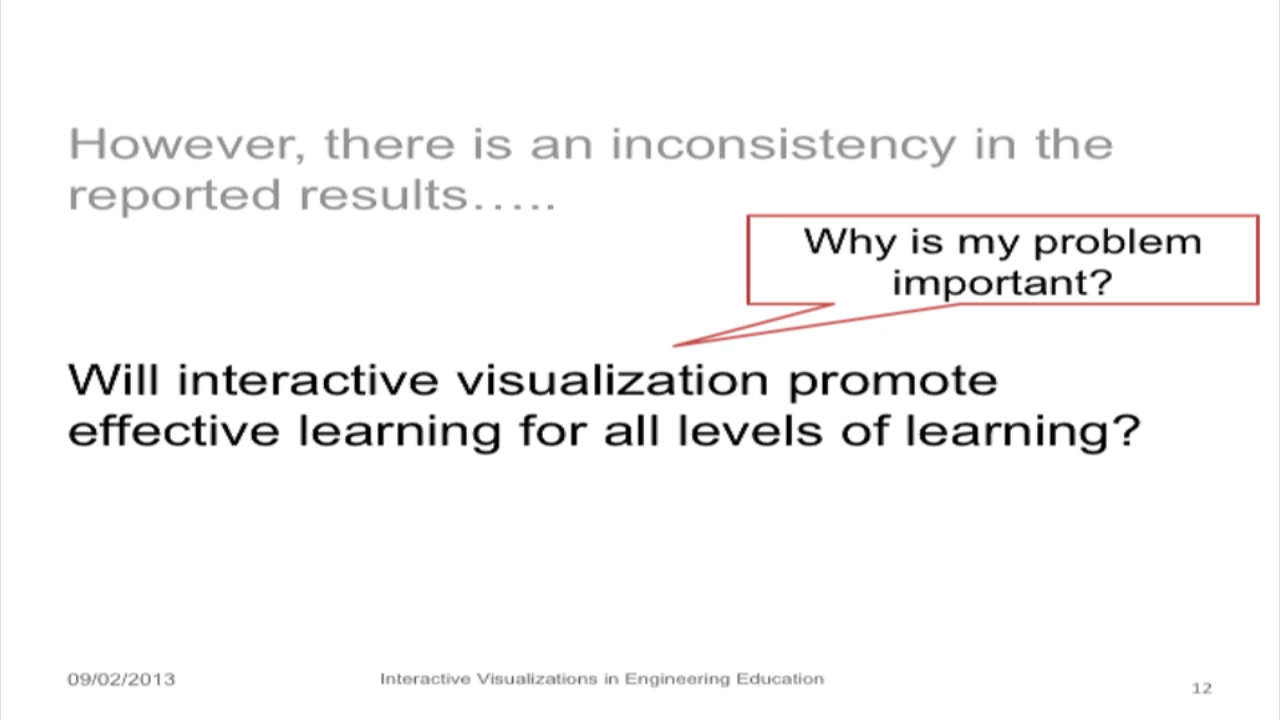 However, there is an inconsistency in the
reported results…..
Why is my problem
important?
Will interactive visualization promote
effective learning for all levels of learning?
09/02/2013
Interactive Visualizations in Engineering Education
12